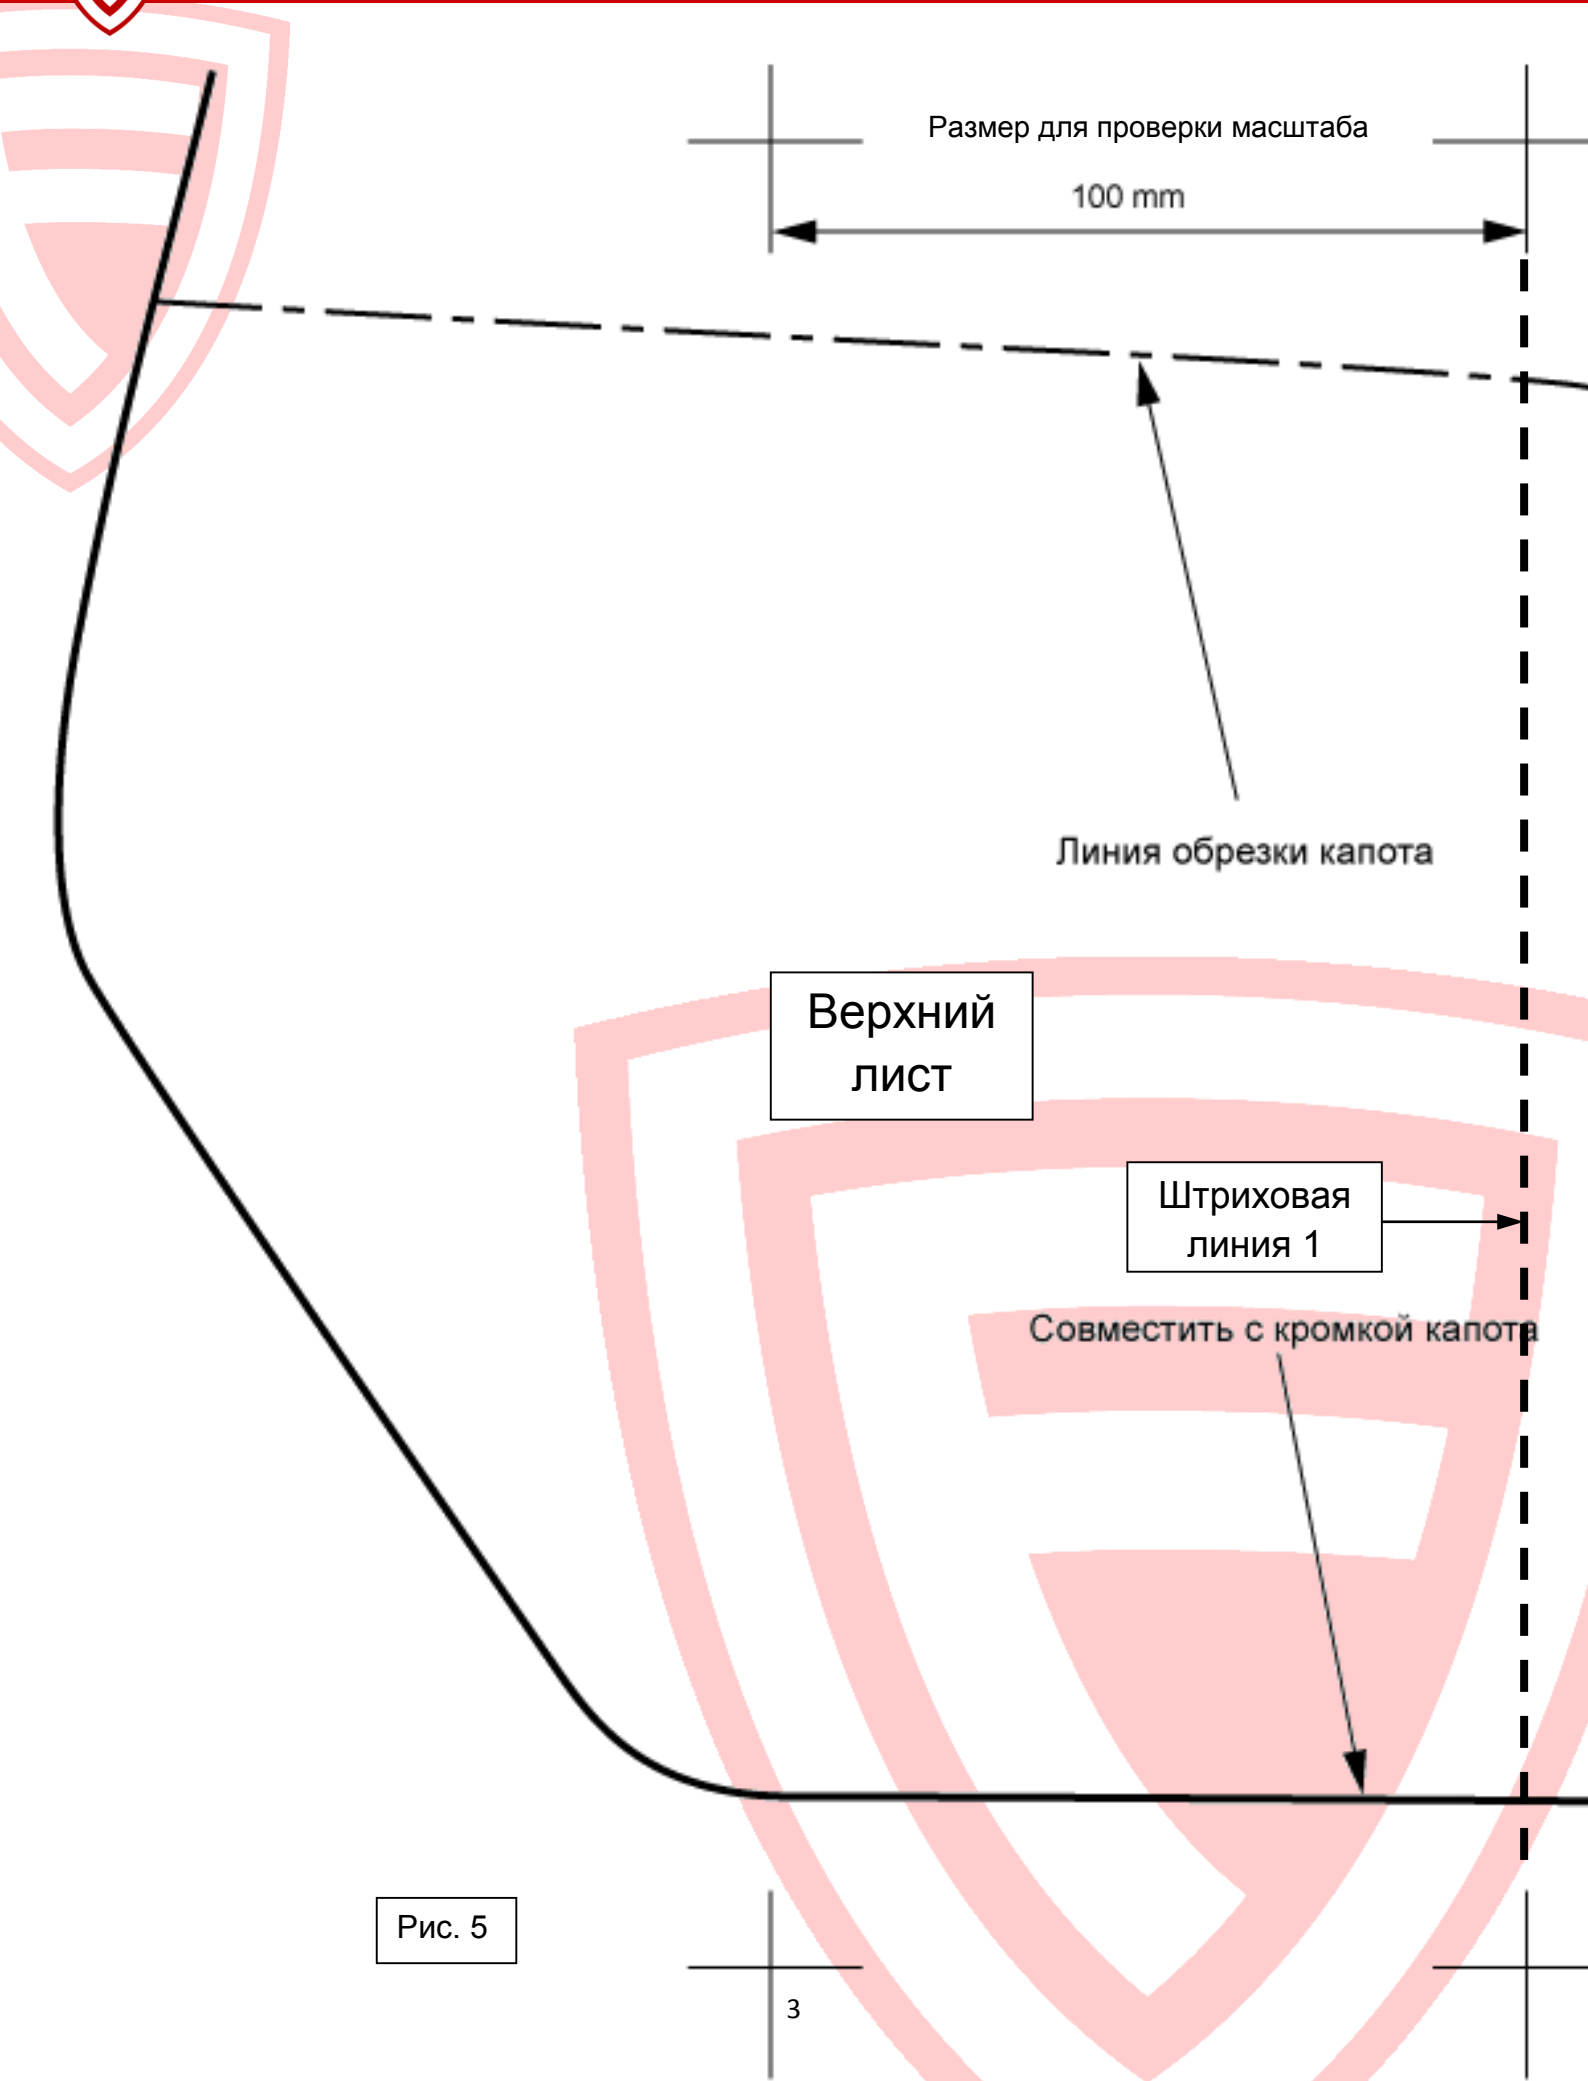 Размер для проверки масштаба
100 mm
Линия обрезки капота
Верхний
лист
Штриховая
линия 1
Совместить с кромкой капота
Рис. 5
3